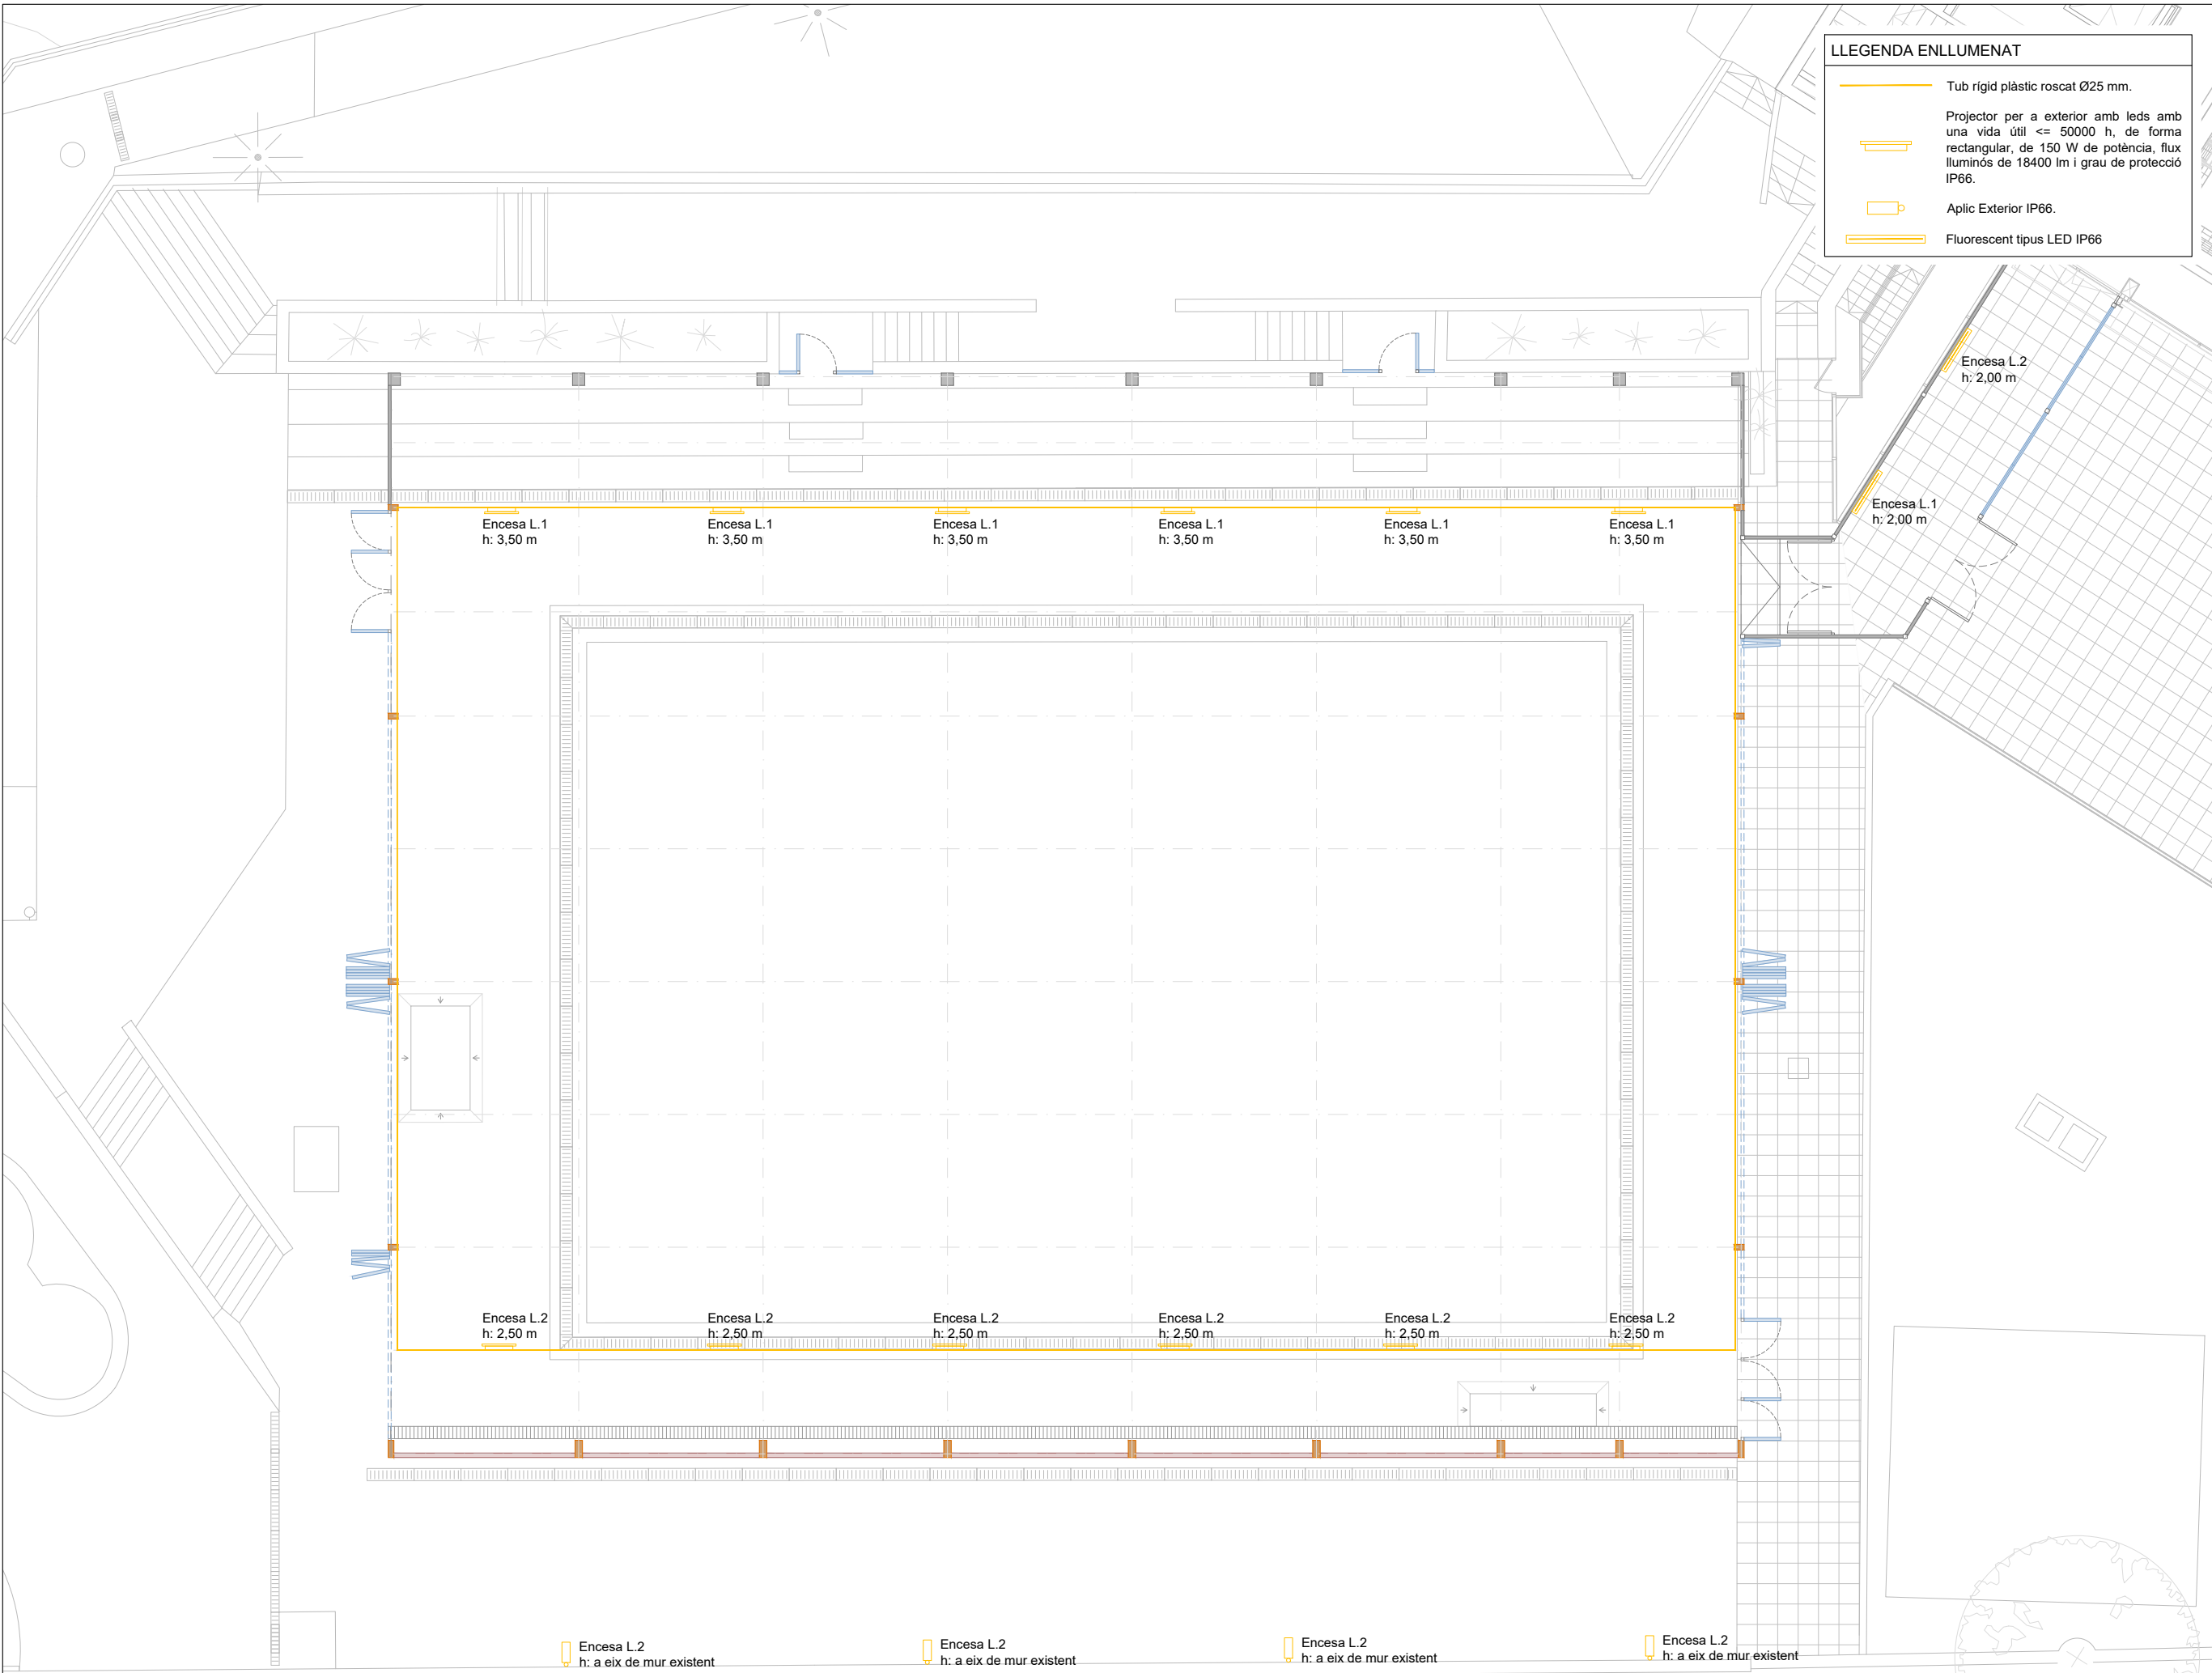 LLEGENDA ENLLUMENAT
Tub rígid plàstic roscat Ø25 mm.
Projector per a exterior amb leds amb
una vida útil <= 50000 h, de forma
rectangular, de 150 W de potència, flux
lluminós de 18400 lm i grau de protecció
IP66.
Aplic Exterior IP66.
Fluorescent tipus LED IP66
Encesa L.2
h: 2,00 m
Encesa L.1
h: 2,00 m
Encesa L.1
h: 3,50 m
Encesa L.1
h: 3,50 m
Encesa L.1
h: 3,50 m
Encesa L.1
h: 3,50 m
Encesa L.1
h: 3,50 m
Encesa L.1
h: 3,50 m
Encesa L.2
h: 2,50 m
Encesa L.2
h: 2,50 m
Encesa L.2
h: 2,50 m
Encesa L.2
h: 2,50 m
Encesa L.2
h: 2,50 m
Encesa L.2
h: 2,50 m
Encesa L.2
h: a eix de mur existent
Encesa L.2
h: a eix de mur existent
Encesa L.2
h: a eix de mur existent
Encesa L.2
h: a eix de mur existent